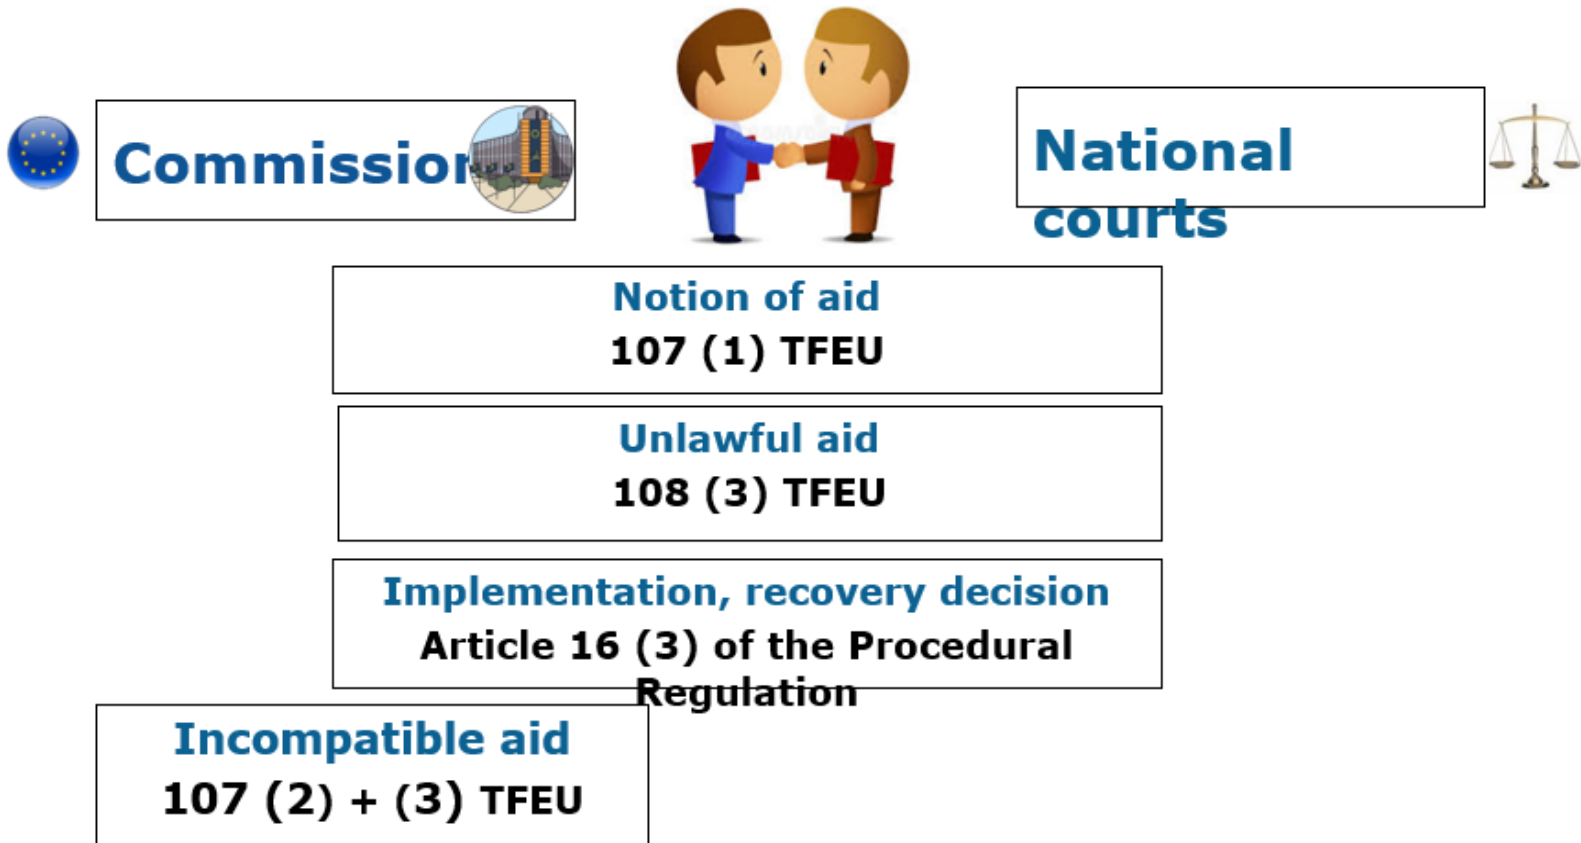 Commission
National
courts
Notion of aid
107 (1) TFEU
Unlawful aid
108 (3) TFEU
Implementation, recovery decision
Article 16 (3) of the Procedural
Regulation
Incompatible aid
107 (2) + (3) TFEU